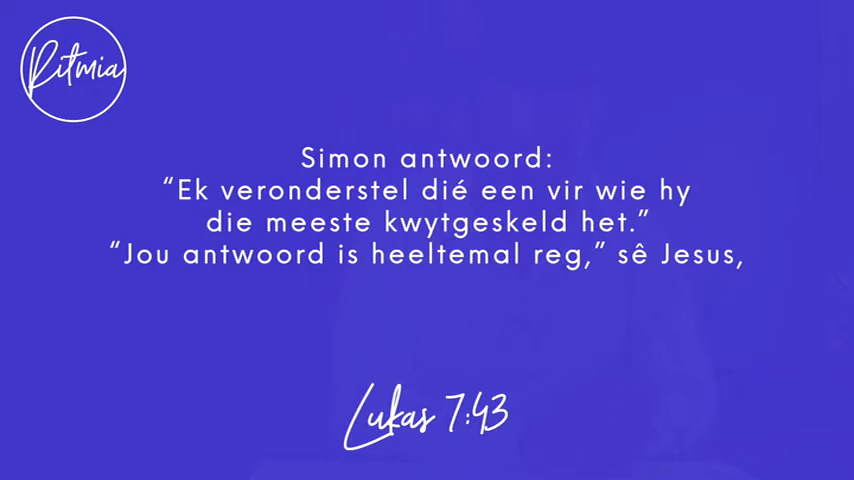 Ritmia
Simon antwoord:
“Ek veronderstel dié een vir wie hy
die meeste kwytgeskeld het.”
“Jou antwoord is heeltemal reg,” sê Jesus,
Lukas 7:43